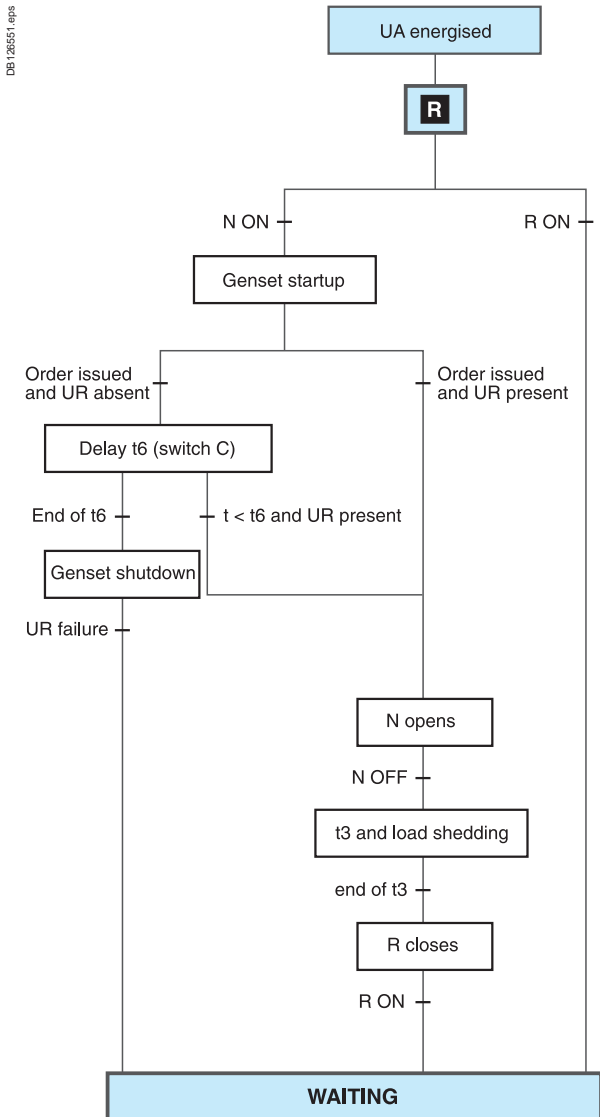 DB126551.eps
UA energised
R
N ON
R ON
Genset startup
Order issued
and UR absent
Order issued
and UR present
Delay t6 (switch C)
End of t6
t < t6 and UR present
Genset shutdown
UR failure
N opens
N OFF
t3 and load shedding
end of t3
R closes
R ON
WAITING